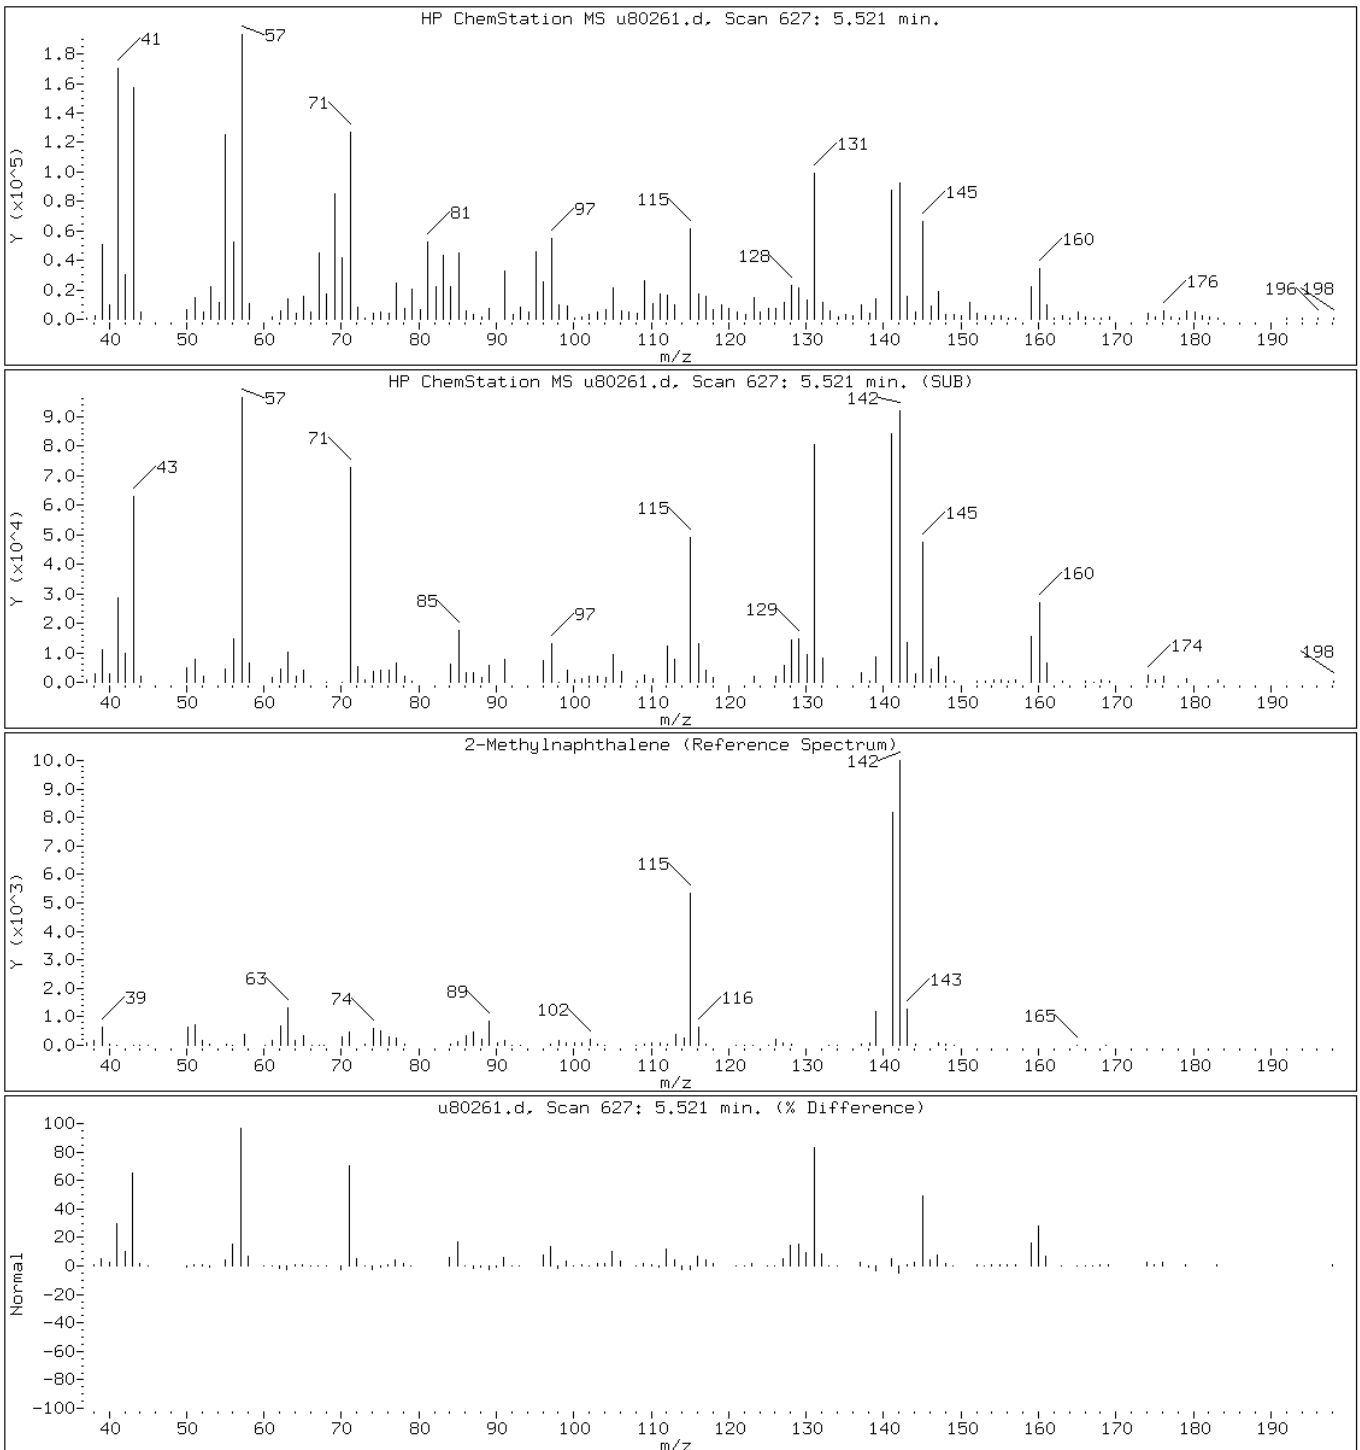 HP ChemStation MS u80261.d, Scan 627: 5.521 min.
Y (x10^5)
1.8-
1.6-
1.4-
1.2-
1.0-
0.8-
0.6-
0.4-
0.2-
0.0-
41 57 71 81 97 115 128 131 145 160 176 196 198
40 50 60 70 80 90 100 110 120 130 140 150 160 170 180 190
m/z
HP ChemStation MS u80261.d, Scan 627: 5.521 min. (SUB)
Y (x10^4)
9.0-
8.0-
7.0-
6.0-
5.0-
4.0-
3.0-
2.0-
1.0-
0.0-
43 57 71 85 97 115 129 142 145 160 174 198
40 50 60 70 80 90 100 110 120 130 140 150 160 170 180 190
m/z
2-Methylnaphthalene (Reference Spectrum)
Y (x10^3)
10.0-
9.0-
8.0-
7.0-
6.0-
5.0-
4.0-
3.0-
2.0-
1.0-
0.0-
39 63 74 89 102 115 116 142 143 165
40 50 60 70 80 90 100 110 120 130 140 150 160 170 180 190
m/z
u80261.d, Scan 627: 5.521 min. (% Difference)
Normal
100-
80-
60-
40-
20-
0-
-20-
-40-
-60-
-80-
-100-
40 50 60 70 80 90 100 110 120 130 140 150 160 170 180 190
m/z